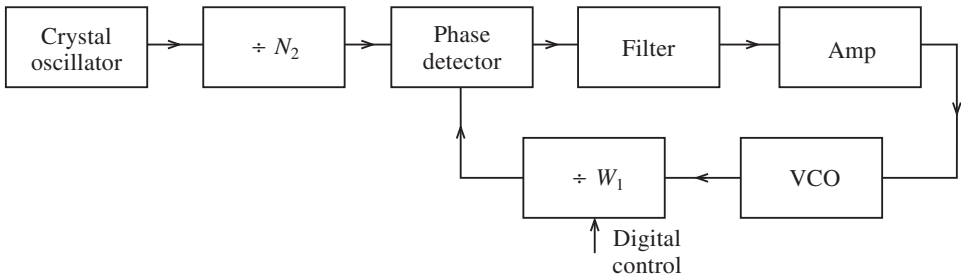 Crystal
oscillator
÷ N₂
Phase
detector
Filter
Amp
÷ W₁
VCO
Digital
control